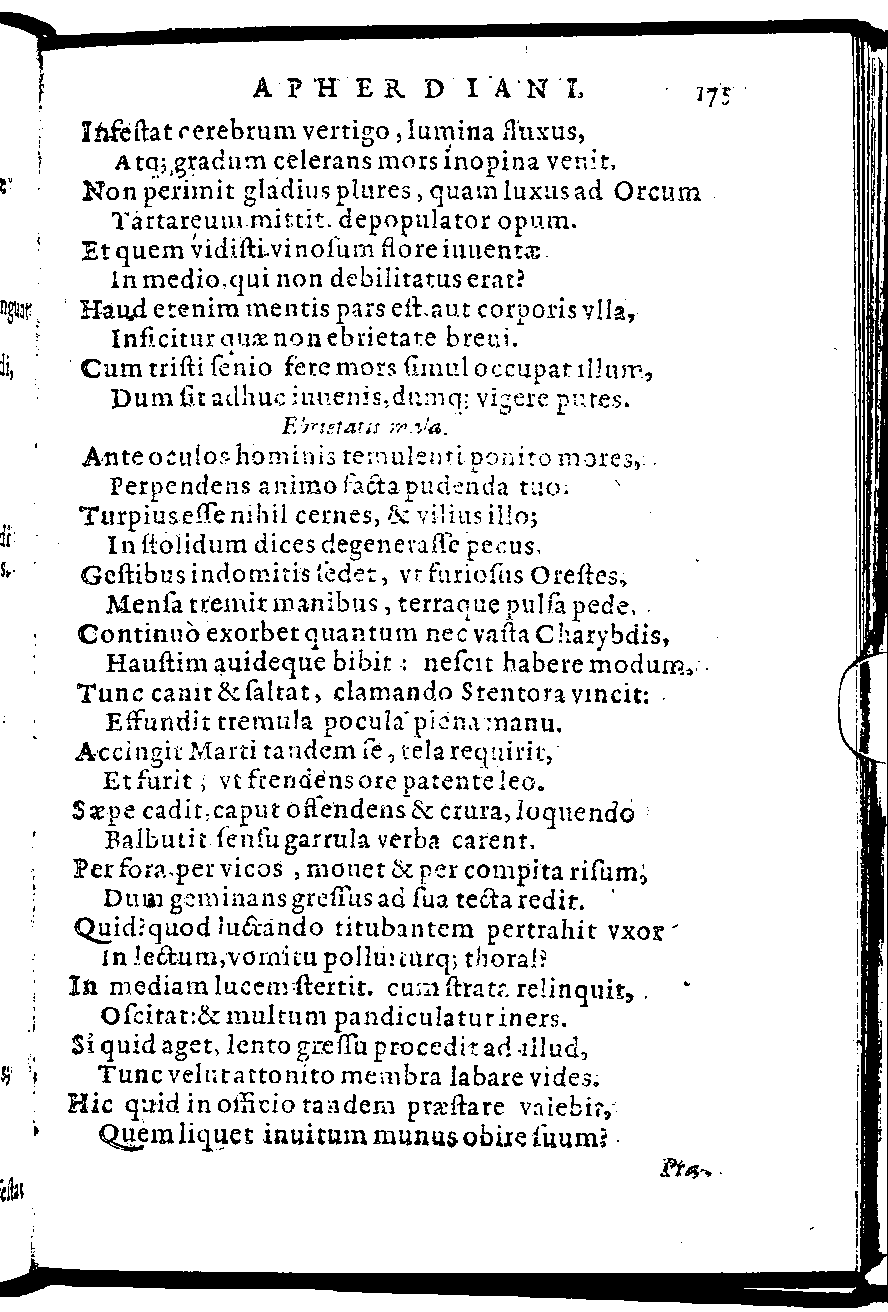 APHERDIANI. 175
Infeſtat cerebrum vertigo, lumina fluxus,
Atq; gradum celerans mors inopina venit.
Non perimit gladius plures, quam luxus ad Orcum
Tartareum mittit. depopulator opum.
Et quem vidiſti vinoſum flore iuuentæ
In medio, qui non debilitatus erat?
Haud etenim mentis pars eſt aut corporis vlla,
Inficitur quæ non ebrietate breui.
Cum triſti ſenio fere mors ſimul occupat illum,
Dum ſit adhuc iuuenis, dumq; vigere putes.
Ebrietatis mala.
Ante oculos hominis temulenti ponito mores,
Perpendens animo facta pudenda tuo.
Turpius eſſe nihil cernes, & vilius illo;
In ſtolidum dices degeneraſſe pecus.
Geſtibus indomitis ſedet, vt furioſus Oreſtes,
Menſa tremit manibus, terraque pulſa pede.
Continuò exorbet quantum nec vaſta Charybdis,
Hauſtim auideque bibit: neſcit habere modum.
Tunc canit & ſaltat, clamando Stentora vincit:
Effundit tremula pocula plena manu.
Accingit Marti tandem ſe, tela requirit,
Et furit, vt frendens ore patente leo.
Sæpe cadit, caput offendens & crura, loquendo
Balbutit ſenſu garrula verba carent.
Per fora, per vicos, mouet & per compita riſum,
Dum geminans greſſus ad ſua tecta redit.
Quid? quod luctando titubantem pertrahit vxor
In lectum, vomitu polluiturq; thoral?
In mediam lucem ſtertit. cum ſtrata relinquit,
Oſcitat: & multum pandiculatur iners.
Si quid aget, lento greſſu procedit ad illud,
Tunc velut attonito membra labare vides.
Hic quid in officio tandem præſtare valebit,
Quem liquet inuitum munus obire ſuum?
Præ-